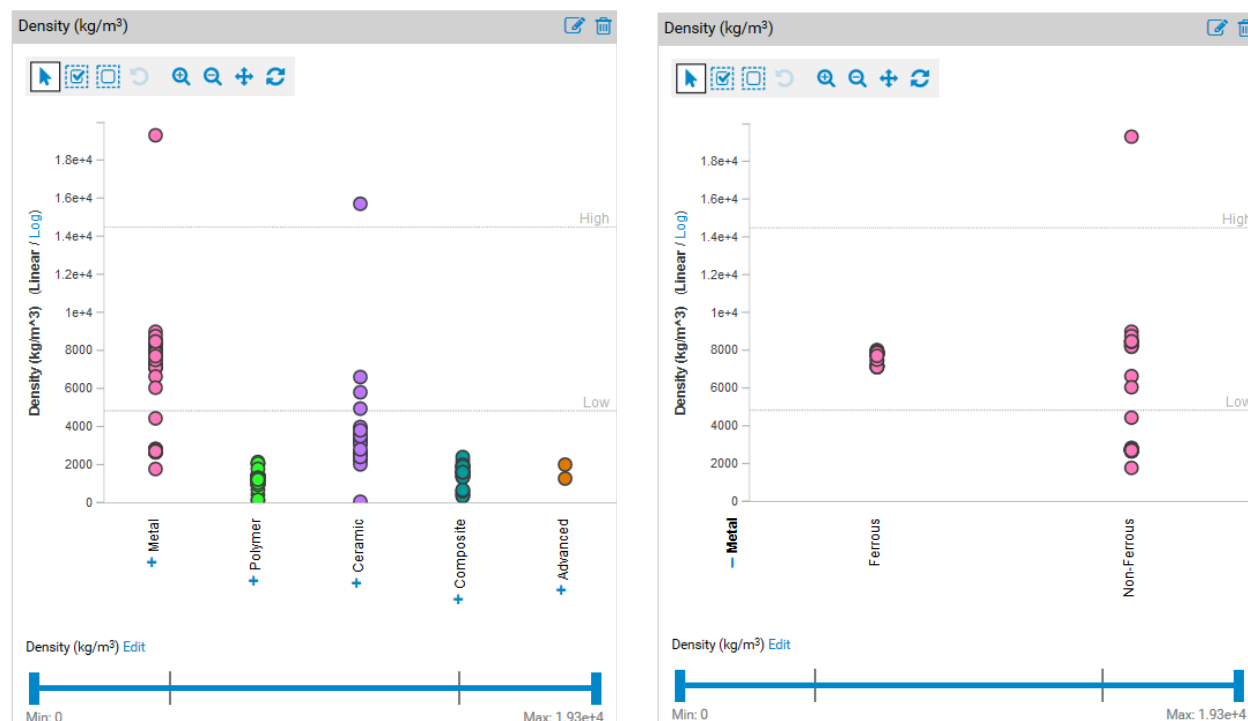 Density (kg/m³)
Density (kg/m^3) (Linear / Log)
1.8e+4
1.6e+4
High
1.4e+4
1.2e+4
1e+4
8000
6000
Low
4000
2000
0
+ Metal
+ Polymer
+ Ceramic
+ Composite
+ Advanced
Density (kg/m³) Edit
Min: 0
Max: 1.93e+4
Density (kg/m³)
Density (kg/m^3) (Linear / Log)
1.8e+4
1.6e+4
High
1.4e+4
1.2e+4
1e+4
8000
6000
Low
4000
2000
0
– Metal
Ferrous
Non-Ferrous
Density (kg/m³) Edit
Min: 0
Max: 1.93e+4